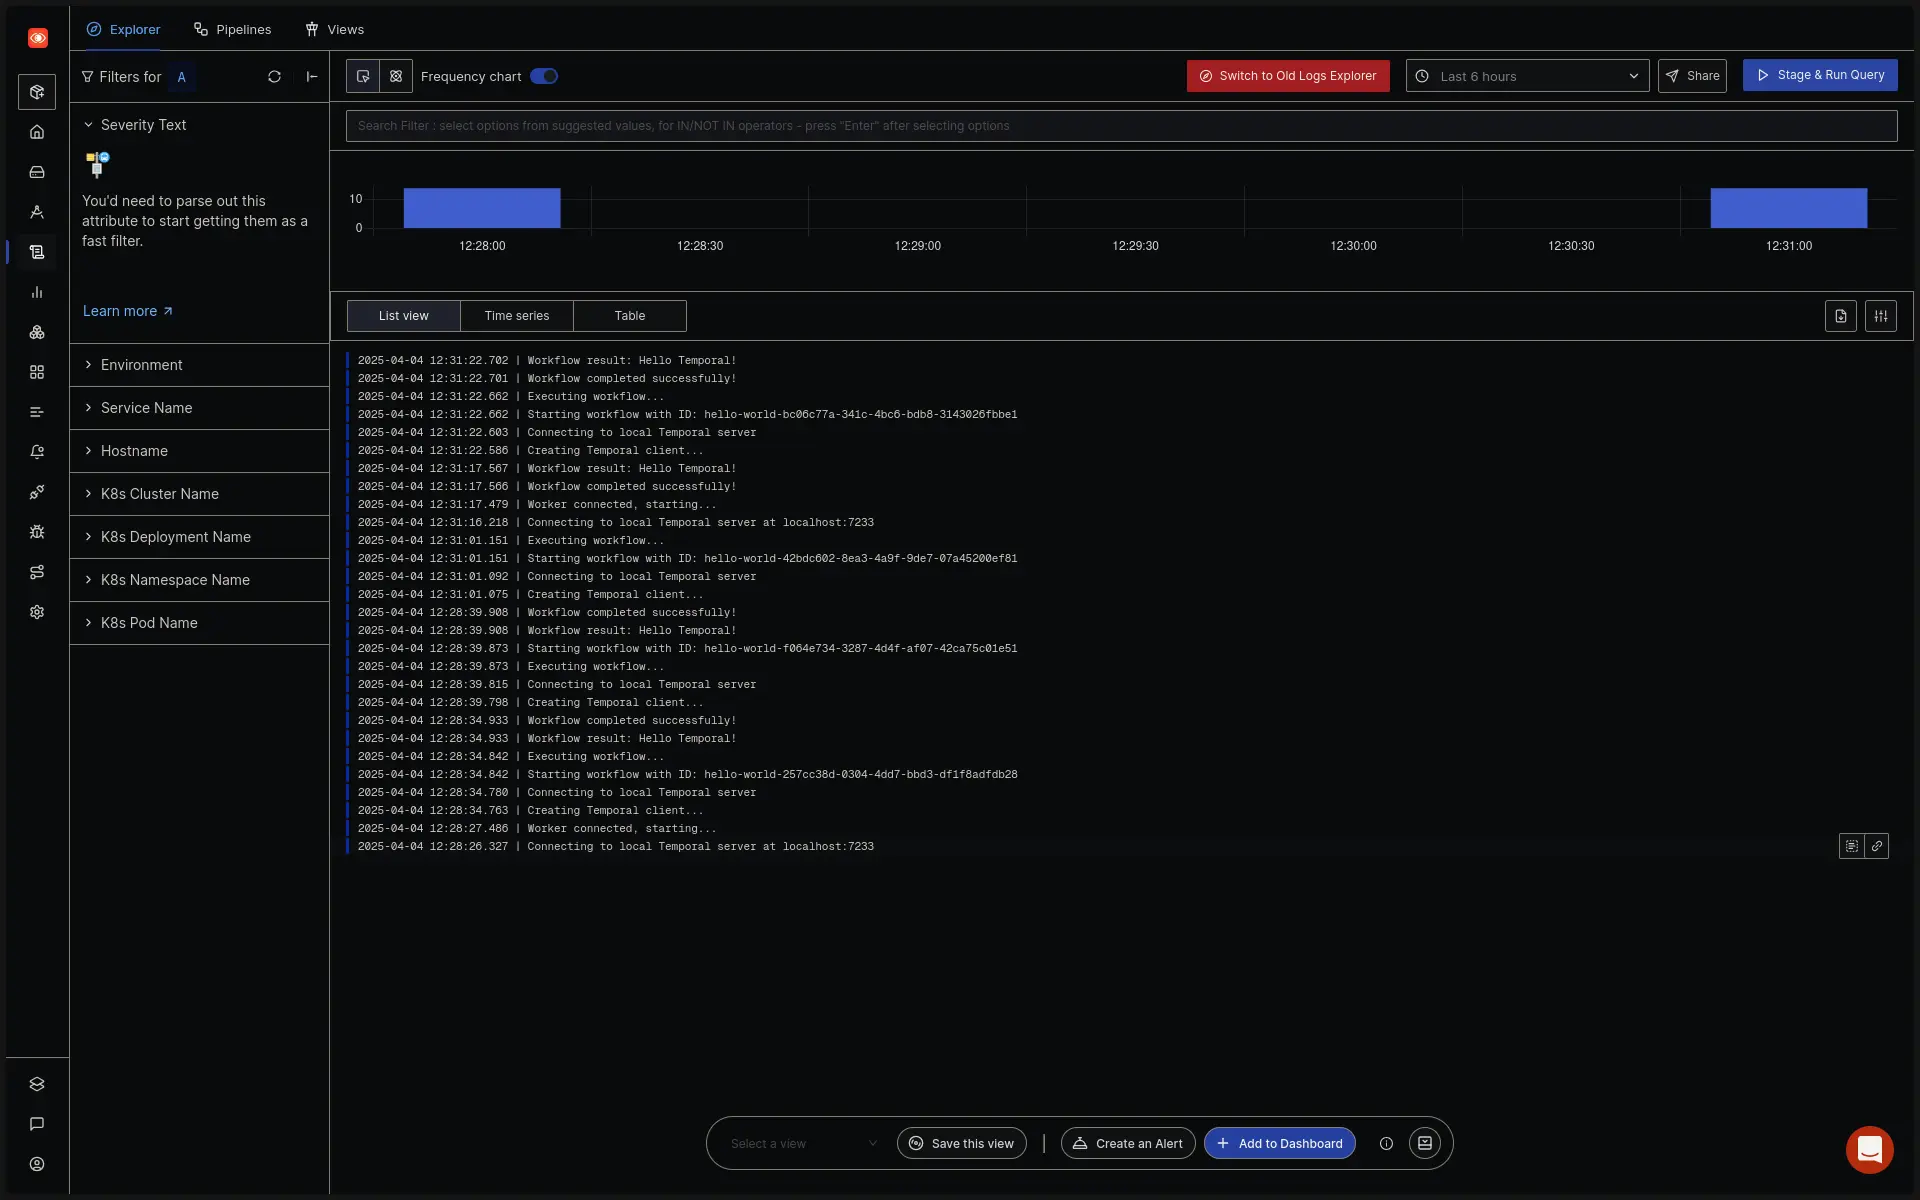 Explorer
Pipelines
Views
Filters for A
Frequency chart
Switch to Old Logs Explorer
Last 6 hours
Share
Stage & Run Query
Severity Text
You'd need to parse out this
attribute to start getting them as a
fast filter.
Learn more
Environment
Service Name
Hostname
K8s Cluster Name
K8s Deployment Name
K8s Namespace Name
K8s Pod Name
Search Filter : select options from suggested values, for IN/NOT IN operators - press "Enter" after selecting options
10
0
12:28:00
12:28:30
12:29:00
12:29:30
12:30:00
12:30:30
12:31:00
List view
Time series
Table
2025-04-04 12:31:22.702 | Workflow result: Hello Temporal!
2025-04-04 12:31:22.701 | Workflow completed successfully!
2025-04-04 12:31:22.662 | Executing workflow...
2025-04-04 12:31:22.662 | Starting workflow with ID: hello-world-bc06c77a-341c-4bc6-bdb8-3143026fbbe1
2025-04-04 12:31:22.603 | Connecting to local Temporal server
2025-04-04 12:31:22.586 | Creating Temporal client...
2025-04-04 12:31:17.567 | Workflow result: Hello Temporal!
2025-04-04 12:31:17.566 | Workflow completed successfully!
2025-04-04 12:31:17.479 | Worker connected, starting...
2025-04-04 12:31:16.218 | Connecting to local Temporal server at localhost:7233
2025-04-04 12:31:01.151 | Executing workflow...
2025-04-04 12:31:01.151 | Starting workflow with ID: hello-world-42bdc602-8ea3-4a9f-9de7-07a45200ef81
2025-04-04 12:31:01.092 | Connecting to local Temporal server
2025-04-04 12:31:01.075 | Creating Temporal client...
2025-04-04 12:28:39.908 | Workflow completed successfully!
2025-04-04 12:28:39.908 | Workflow result: Hello Temporal!
2025-04-04 12:28:39.873 | Starting workflow with ID: hello-world-f064e734-3287-4d4f-af07-42ca75c01e51
2025-04-04 12:28:39.873 | Executing workflow...
2025-04-04 12:28:39.815 | Connecting to local Temporal server
2025-04-04 12:28:39.798 | Creating Temporal client...
2025-04-04 12:28:34.933 | Workflow completed successfully!
2025-04-04 12:28:34.933 | Workflow result: Hello Temporal!
2025-04-04 12:28:34.842 | Executing workflow...
2025-04-04 12:28:34.842 | Starting workflow with ID: hello-world-257cc38d-0304-4dd7-bbd3-df1f8adfdb28
2025-04-04 12:28:34.780 | Connecting to local Temporal server
2025-04-04 12:28:34.763 | Creating Temporal client...
2025-04-04 12:28:27.486 | Worker connected, starting...
2025-04-04 12:28:26.327 | Connecting to local Temporal server at localhost:7233
Select a view
Save this view
Create an Alert
Add to Dashboard